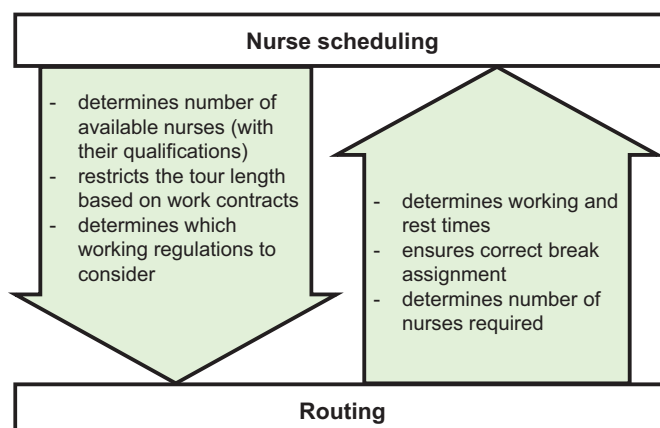 Nurse scheduling
- determines number of
available nurses (with
their qualifications)
- restricts the tour length
based on work contracts
- determines which
working regulations to
consider
- determines working and
rest times
- ensures correct break
assignment
- determines number of
nurses required
Routing